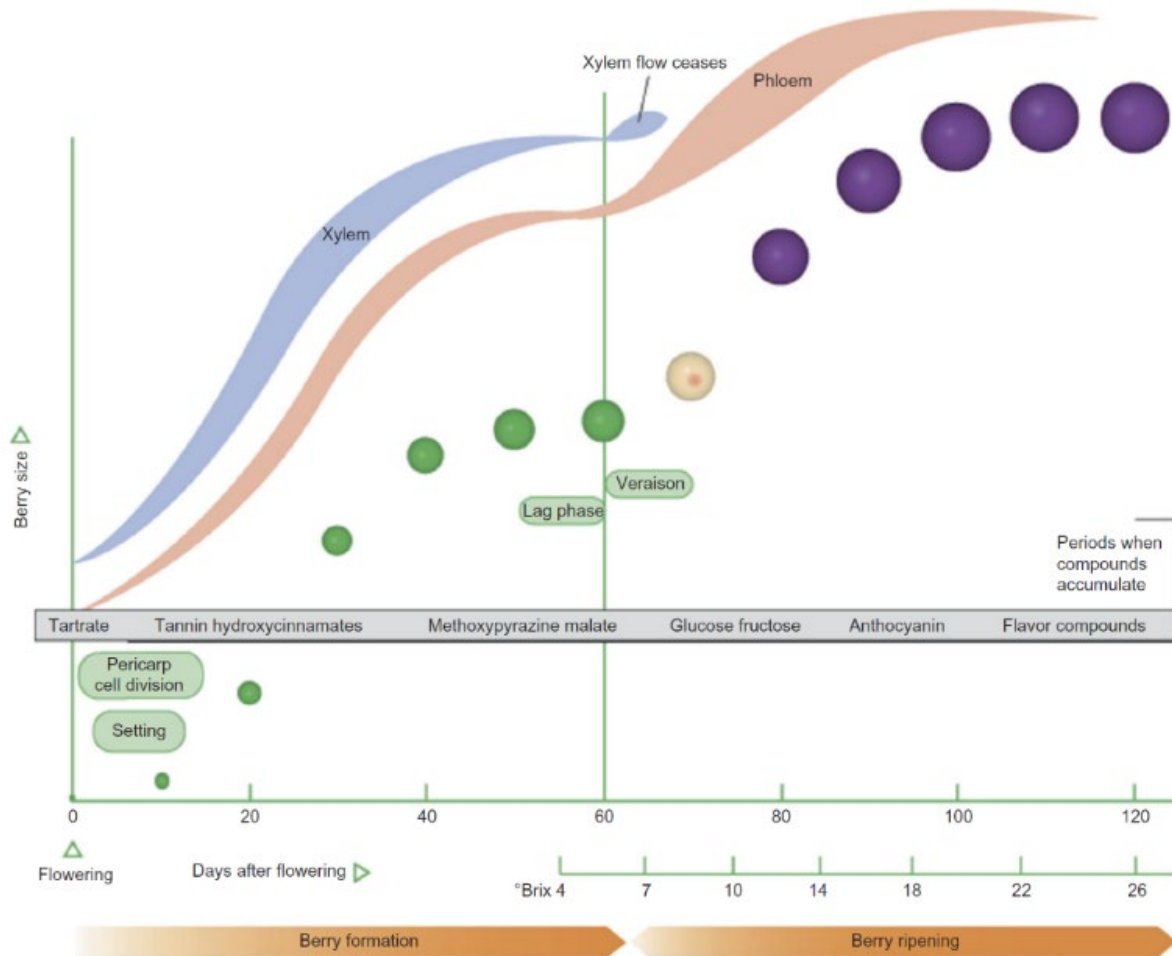 Xylem flow ceases
Phloem
Xylem
Berry size
Veraison
Lag phase
Periods when
compounds
accumulate
Tartrate Tannin hydroxycinnamates Methoxypyrazine malate Glucose fructose Anthocyanin Flavor compounds
Pericarp
cell division
Setting
0 20 40 60 80 100 120
Flowering
Days after flowering
°Brix 4 7 10 14 18 22 26
Berry formation Berry ripening